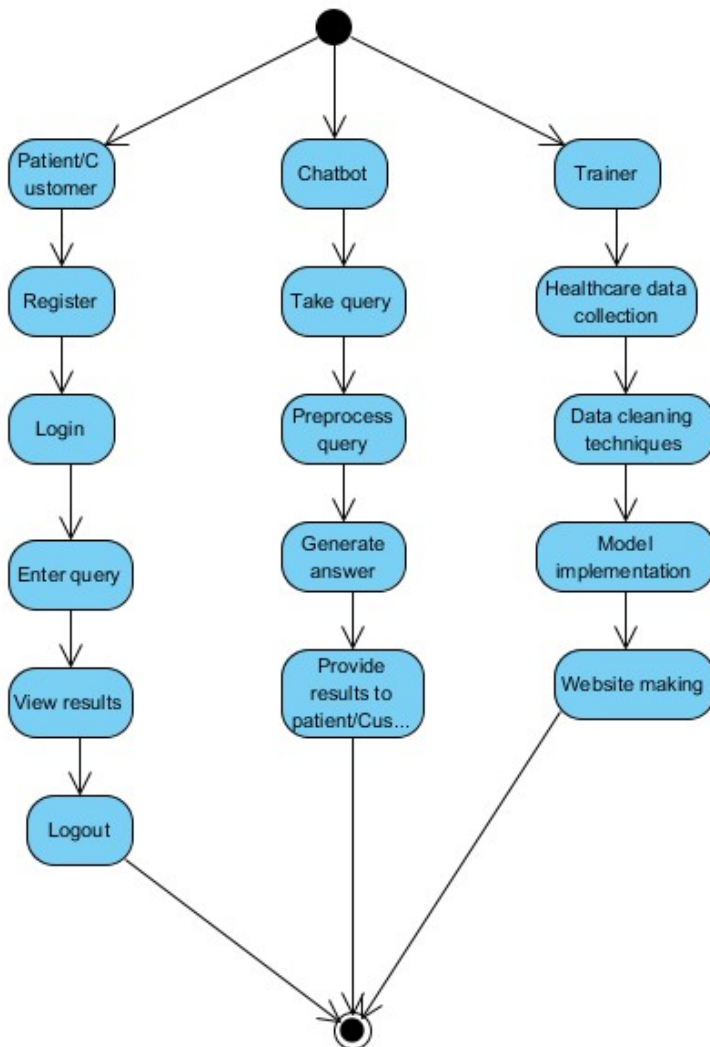 Patient/C
ustomer
Chatbot
Trainer
Register
Take query
Healthcare data
collection
Login
Preprocess
query
Data cleaning
techniques
Enter query
Generate
answer
Model
implementation
View results
Provide
results to
patient/Cus...
Website making
Logout